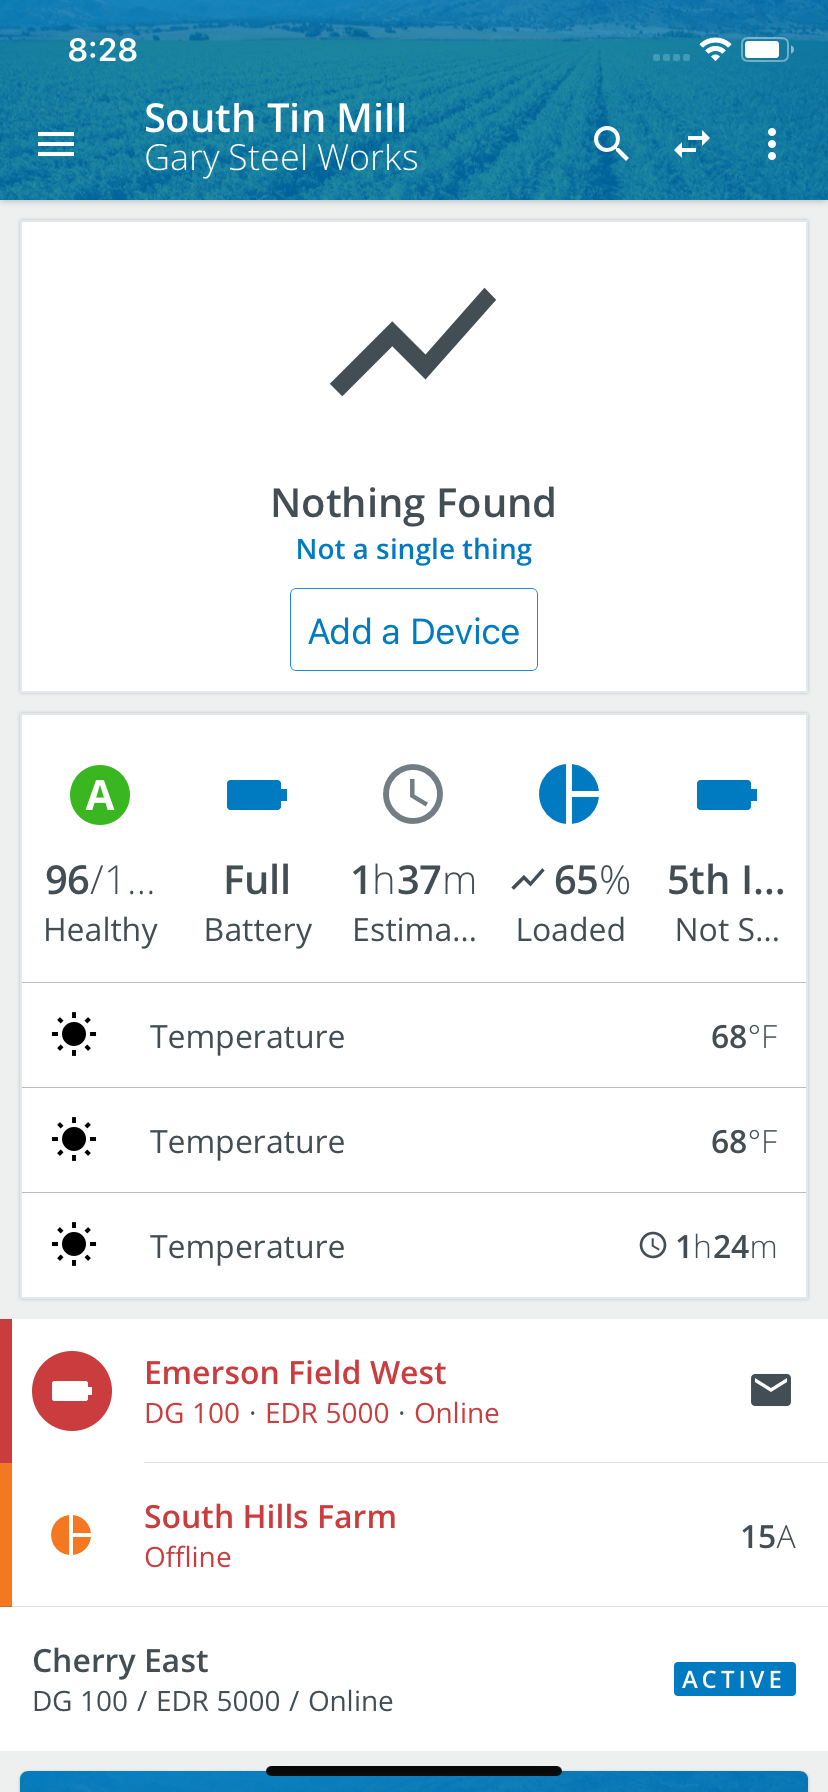 8:28
South Tin Mill
Gary Steel Works
Nothing Found
Not a single thing
Add a Device
A
96/1... Full 1h37m 65% 5th I...
Healthy Battery Estima... Loaded Not S...
Temperature 68°F
Temperature 68°F
Temperature 1h24m
Emerson Field West
DG 100 · EDR 5000 · Online
South Hills Farm
Offline
15A
Cherry East
DG 100 / EDR 5000 / Online
ACTIVE